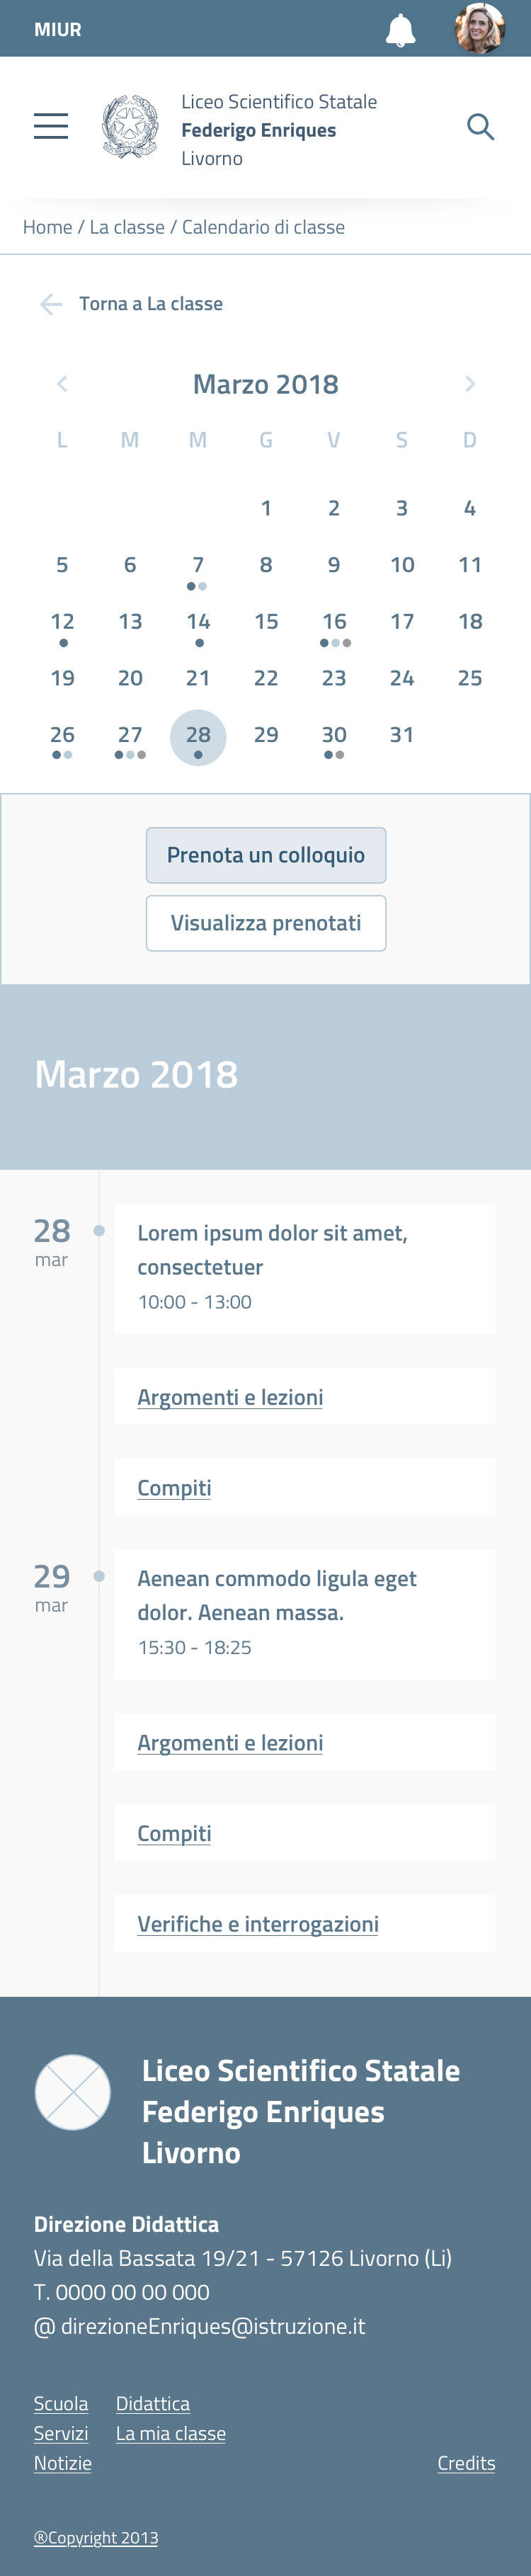 MIUR
Liceo Scientifico Statale
Federigo Enriques
Livorno
Home / La classe / Calendario di classe
Torna a La classe
Marzo 2018
L M M G V S D
1 2 3 4
5 6 7 8 9 10 11
12 13 14 15 16 17 18
19 20 21 22 23 24 25
26 27 28 29 30 31
Prenota un colloquio
Visualizza prenotati
Marzo 2018
28
mar
Lorem ipsum dolor sit amet,
consectetuer
10:00 - 13:00
Argomenti e lezioni
Compiti
29
mar
Aenean commodo ligula eget
dolor. Aenean massa.
15:30 - 18:25
Argomenti e lezioni
Compiti
Verifiche e interrogazioni
Liceo Scientifico Statale
Federigo Enriques
Livorno
Direzione Didattica
Via della Bassata 19/21 - 57126 Livorno (Li)
T. 0000 00 00 000
@ direzioneEnriques@istruzione.it
Scuola Didattica
Servizi La mia classe
Notizie Credits
®Copyright 2013